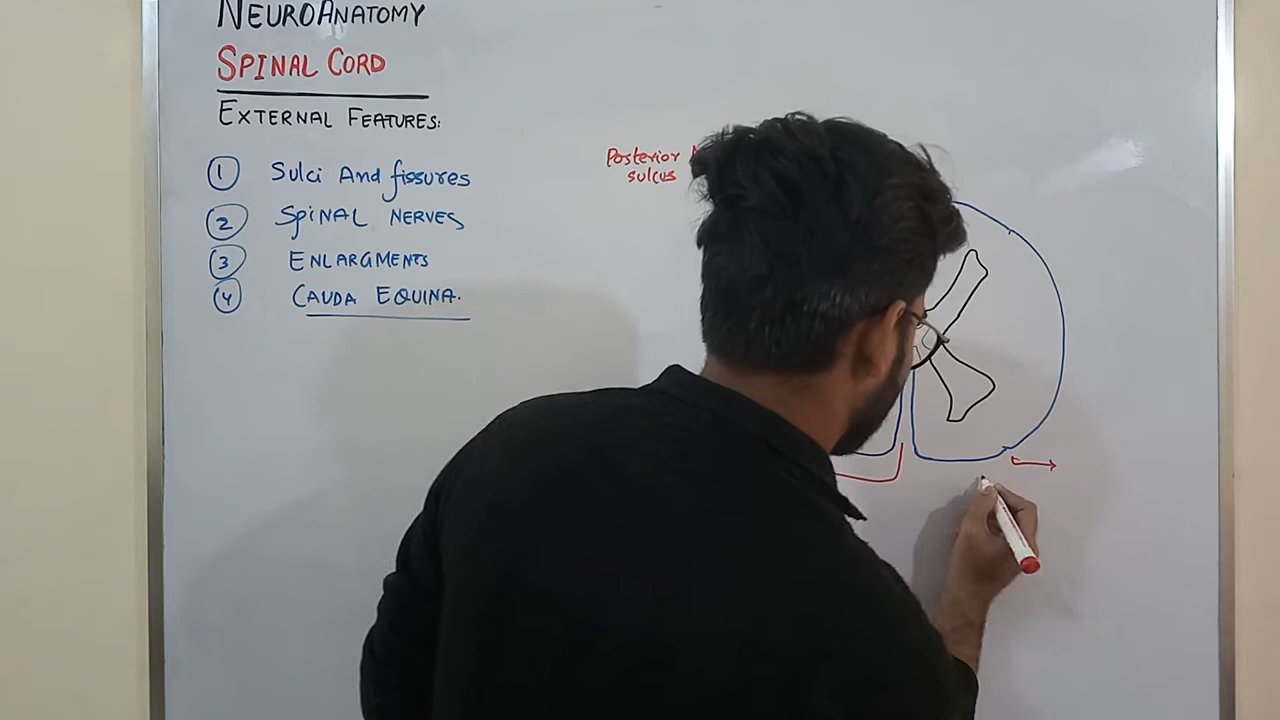 NEUROANATOMY
SPINAL CORD
EXTERNAL FEATURES:
1 Sulci And fissures
2 SPINAL NERVES
3 ENLARGMENTS
4 CAUDA EQUINA.
Posterior
sulcus